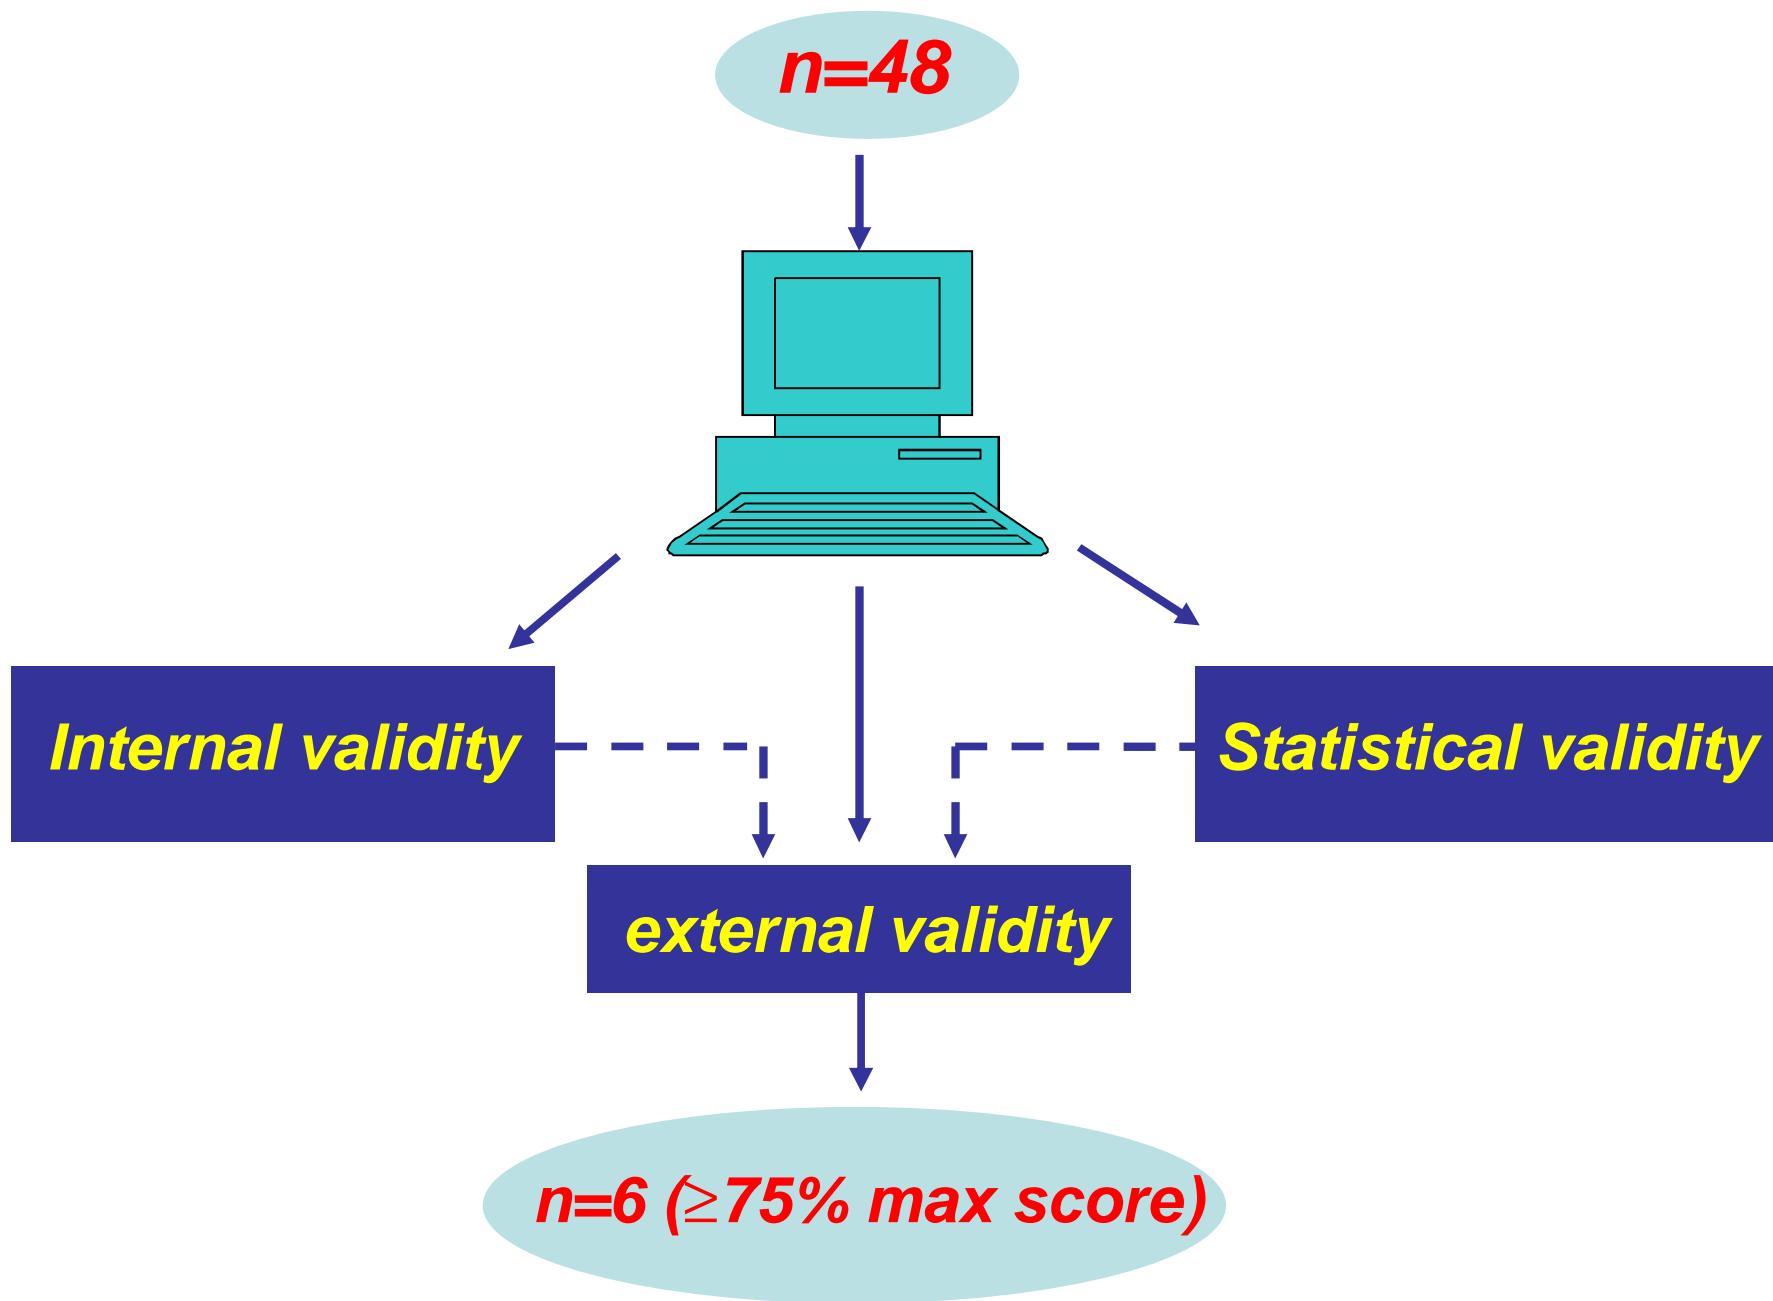 n=48
Internal validity
Statistical validity
external validity
n=6 (≥75% max score)